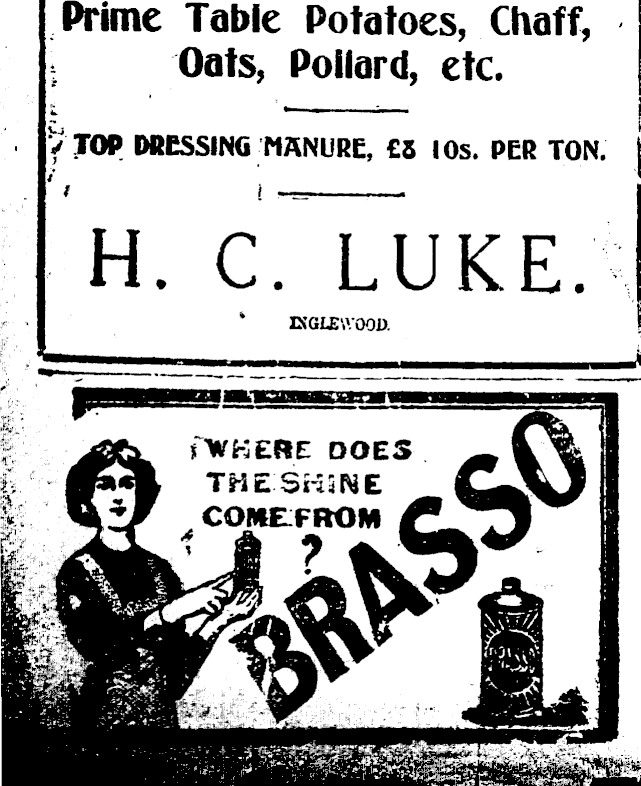 Prime Table Potatoes, Chaff,
Oats, Pollard, etc.
TOP DRESSING MANURE, £3 10s. PER TON.
H. C. LUKE.
INGLEWOOD.
WHERE DOES
THE SHINE
COME FROM
?
BRASSO